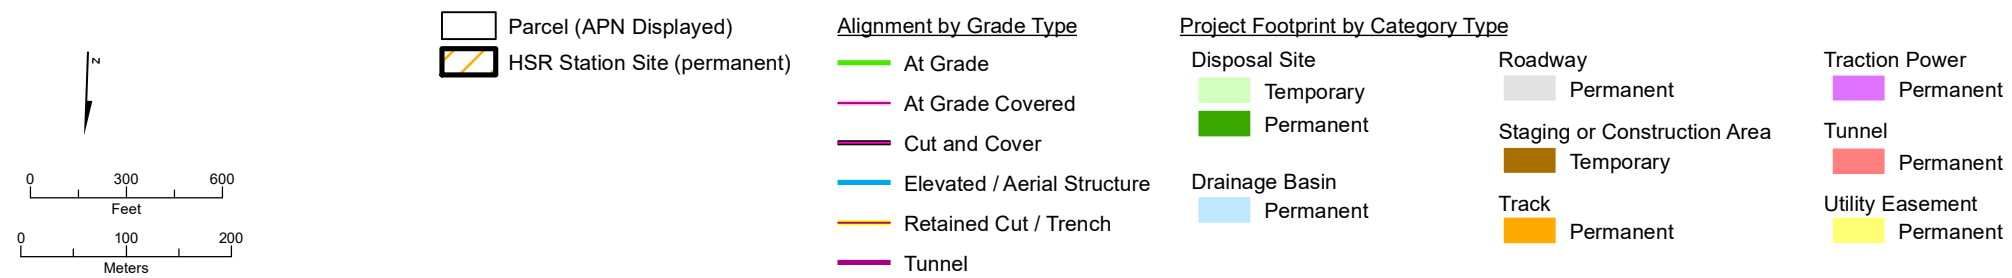 N
0 300 600
Feet
0 100 200
Meters
Parcel (APN Displayed)
HSR Station Site (permanent)
Alignment by Grade Type
At Grade
At Grade Covered
Cut and Cover
Elevated / Aerial Structure
Retained Cut / Trench
Tunnel
Project Footprint by Category Type
Disposal Site
Temporary
Permanent
Drainage Basin
Permanent
Roadway
Permanent
Staging or Construction Area
Temporary
Track
Permanent
Traction Power
Permanent
Tunnel
Permanent
Utility Easement
Permanent